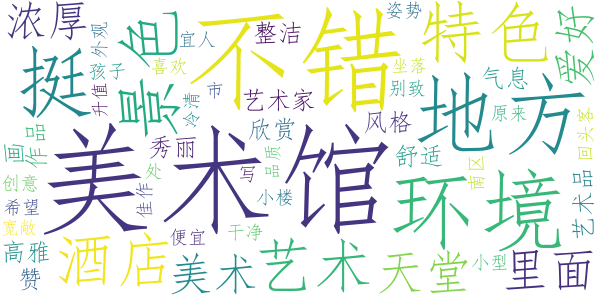 浓厚
外观
宜人
整洁
姿势
不错
特色
爱好
挺
孩子
升值
喜欢
景色
冷清
市
艺术家
坐落
别致
气息
地方
原来
回头客
画
作品
美术馆
秀丽
欣赏
风格
品质
舒适
创意
处
佳作
写
小楼
环境
南区
艺术品
希望
宽敞
高雅
赞
酒店
便宜
干净
美术
艺术
天堂
小型
里面